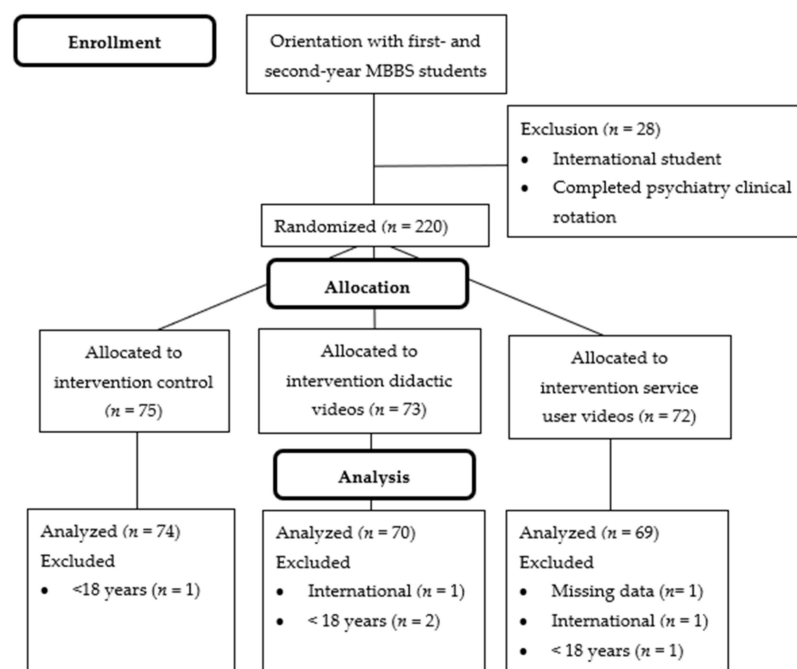 Enrollment
Orientation with first- and
second-year MBBS students
Exclusion (n = 28)
• International student
• Completed psychiatry clinical
rotation
Randomized (n = 220)
Allocation
Allocated to
intervention control
(n = 75)
Allocated to
intervention didactic
videos (n = 73)
Allocated to
intervention service
user videos (n = 72)
Analysis
Analyzed (n = 74)
Excluded
• <18 years (n = 1)
Analyzed (n = 70)
Excluded
• International (n = 1)
• < 18 years (n = 2)
Analyzed (n = 69)
Excluded
• Missing data (n= 1)
• International (n = 1)
• < 18 years (n = 1)